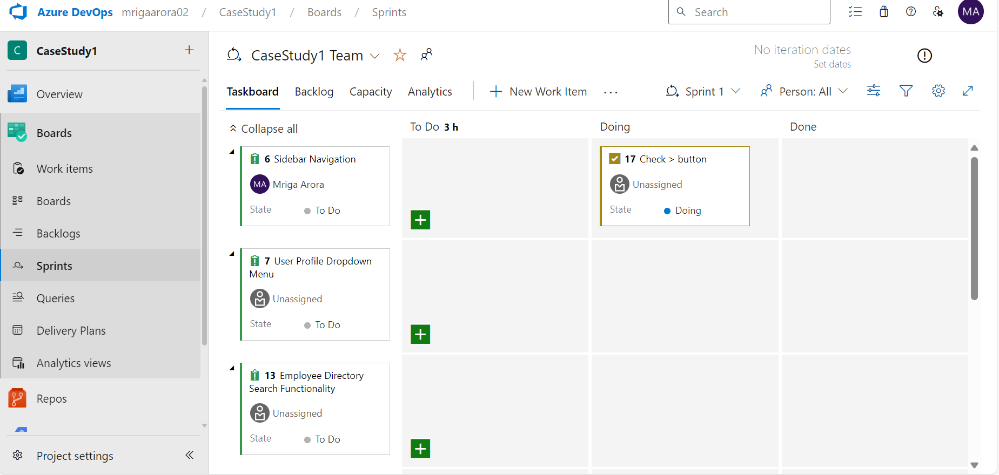 Azure DevOps mrigaarora02 / CaseStudy1 / Boards / Sprints
Search
MA
C CaseStudy1
Overview
Boards
Work items
Boards
Backlogs
Sprints
Queries
Delivery Plans
Analytics views
Repos
Project settings
CaseStudy1 Team
No iteration dates
Set dates
Taskboard Backlog Capacity Analytics New Work Item ... Sprint 1 Person: All
Collapse all
To Do 3 h
Doing
Done
6 Sidebar Navigation
MA Mriga Arora
State To Do
17 Check > button
Unassigned
State Doing
7 User Profile Dropdown
Menu
Unassigned
State To Do
13 Employee Directory
Search Functionality
Unassigned
State To Do